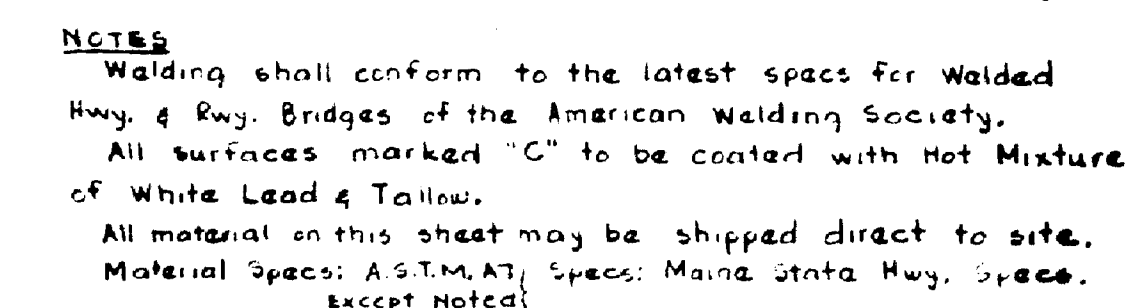 NOTES
Welding shall conform to the latest specs for Welded
Hwy. & Rwy. Bridges of the American Welding Society.
All surfaces marked "C" to be coated with Hot Mixture
of White Lead & Tallow.
All material on this sheet may be shipped direct to site.
Material Specs: A.S.T.M. A7, Specs: Maine State Hwy. Specs.
Except Noted